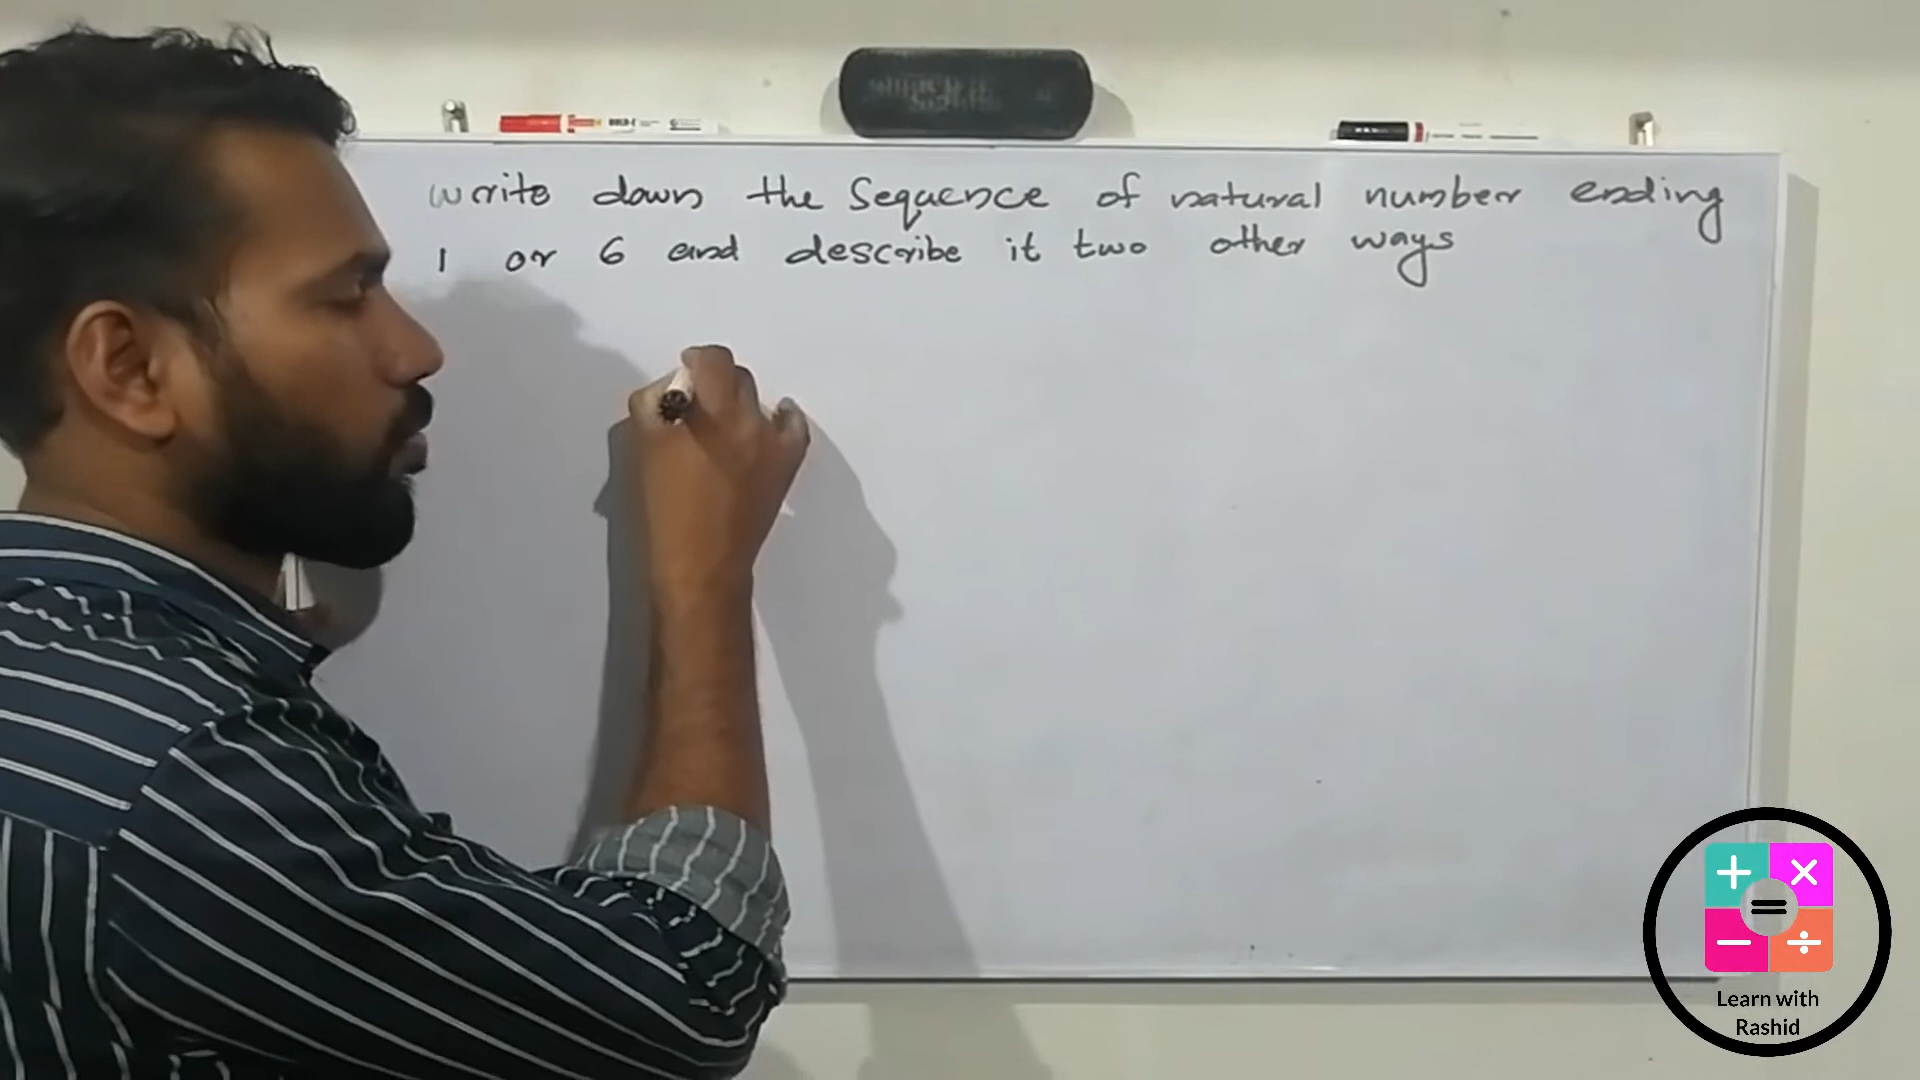 write down the Sequence of natural number ending
1 or 6 and describe it two other ways
Learn with
Rashid